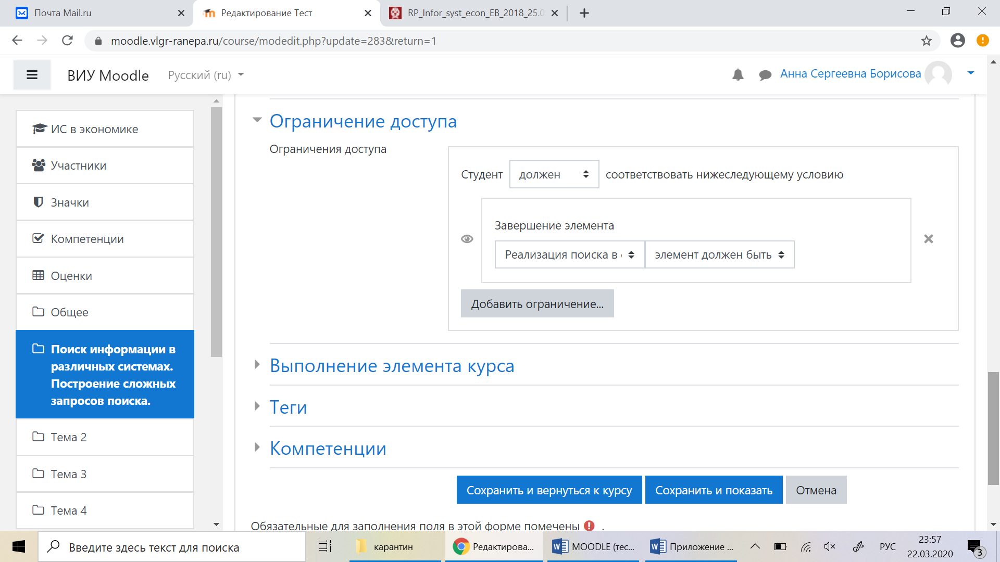 Почта Mail.ru
Редактирование Тест
RP_Infor_syst_econ_EB_2018_25.0
moodle.vlgr-ranepa.ru/course/modedit.php?update=283&return=1
ВИУ Moodle
Русский (ru)
Анна Сергеевна Борисова
ИС в экономике
Участники
Значки
Компетенции
Оценки
Общее
Поиск информации в
различных системах.
Построение сложных
запросов поиска.
Тема 2
Тема 3
Тема 4
Ограничение доступа
Ограничения доступа
Студент должен соответствовать нижеследующему условию
Завершение элемента
Реализация поиска в элемент должен быть
Добавить ограничение...
Выполнение элемента курса
Теги
Компетенции
Сохранить и вернуться к курсу Сохранить и показать Отмена
Обязательные для заполнения поля в этой форме помечены .
Введите здесь текст для поиска
карантин
Редактирова...
MOODLE (тес...
Приложение ...
РУС
23:57
22.03.2020
3